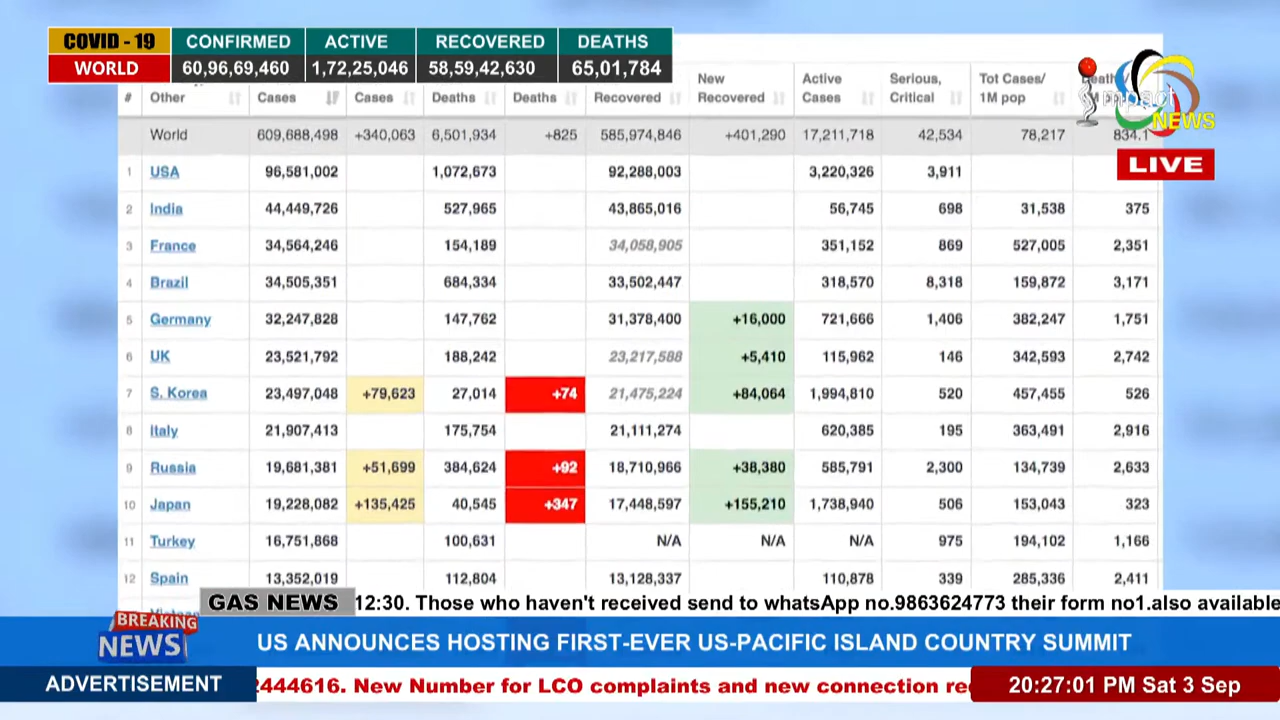 COVID - 19 CONFIRMED ACTIVE RECOVERED DEATHS
WORLD 60,96,69,460 1,72,25,046 58,59,42,630 65,01,784
New Active Serious, Tot Cases/
# Other Cases Cases Deaths Deaths Recovered Recovered Cases Critical 1M pop
World 609,688,498 +340,063 6,501,934 +825 585,974,846 +401,290 17,211,718 42,534 78,217 834.1
1 USA 96,581,002 1,072,673 92,288,003 3,220,326 3,911
2 India 44,449,726 527,965 43,865,016 56,745 698 31,538 375
3 France 34,564,246 154,189 34,058,905 351,152 869 527,005 2,351
4 Brazil 34,505,351 684,334 33,502,447 318,570 8,318 159,872 3,171
5 Germany 32,247,828 147,762 31,378,400 +16,000 721,666 1,406 382,247 1,751
6 UK 23,521,792 188,242 23,217,588 +5,410 115,962 146 342,593 2,742
7 S. Korea 23,497,048 +79,623 27,014 +74 21,475,224 +84,064 1,994,810 520 457,455 526
8 Italy 21,907,413 175,754 21,111,274 620,385 195 363,491 2,916
9 Russia 19,681,381 +51,699 384,624 +92 18,710,966 +38,380 585,791 2,300 134,739 2,633
10 Japan 19,228,082 +135,425 40,545 +347 17,448,597 +155,210 1,738,940 506 153,043 323
11 Turkey 16,751,868 100,631 N/A N/A N/A 975 194,102 1,166
12 Spain 13,352,019 112,804 13,128,337 110,878 339 285,336 2,411
impact
NEWS
LIVE
GAS NEWS 12:30. Those who haven't received send to whatsApp no.9863624773 their form no1.also available
BREAKING
NEWS
US ANNOUNCES HOSTING FIRST-EVER US-PACIFIC ISLAND COUNTRY SUMMIT
ADVERTISEMENT 2444616. New Number for LCO complaints and new connection re 20:27:01 PM Sat 3 Sep